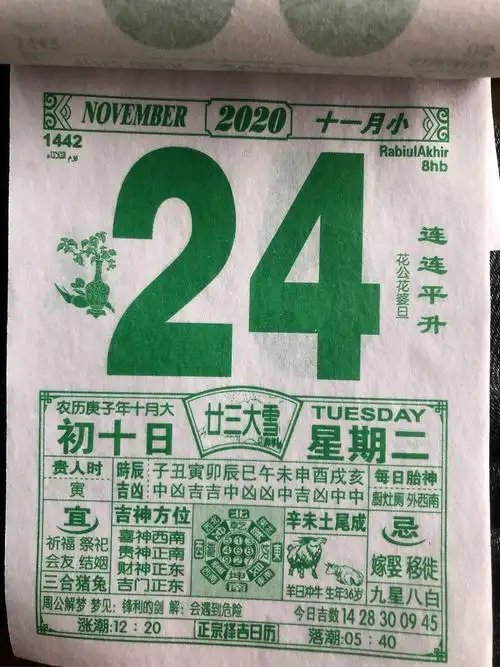 NOVEMBER 2020 十一月小
1442
RabiulAkhir
8hb
24
连连平升
花公花婆旦
农历庚子年十月大
初十日
廿三大雪
TUESDAY
星期二
贵人时
寅
时辰吉凶
子丑寅卯辰巳午未申酉戌亥
中凶吉吉中凶凶中吉凶中中
每日胎神
厨灶厕 外西南
宜
祈福 祭祀
会友 结姻
三合猪兔
吉神方位
喜神西南
贵神正南
财神正东
吉门正东
辛未土尾成
羊日冲牛 生年36岁
忌
嫁娶 移徙
九星八白
周公解梦 梦见:锋利的剑 解:会遇到危险
今日吉数 14 28 30 09 45
涨潮:12:20
正宗择吉日历
落潮:05:40